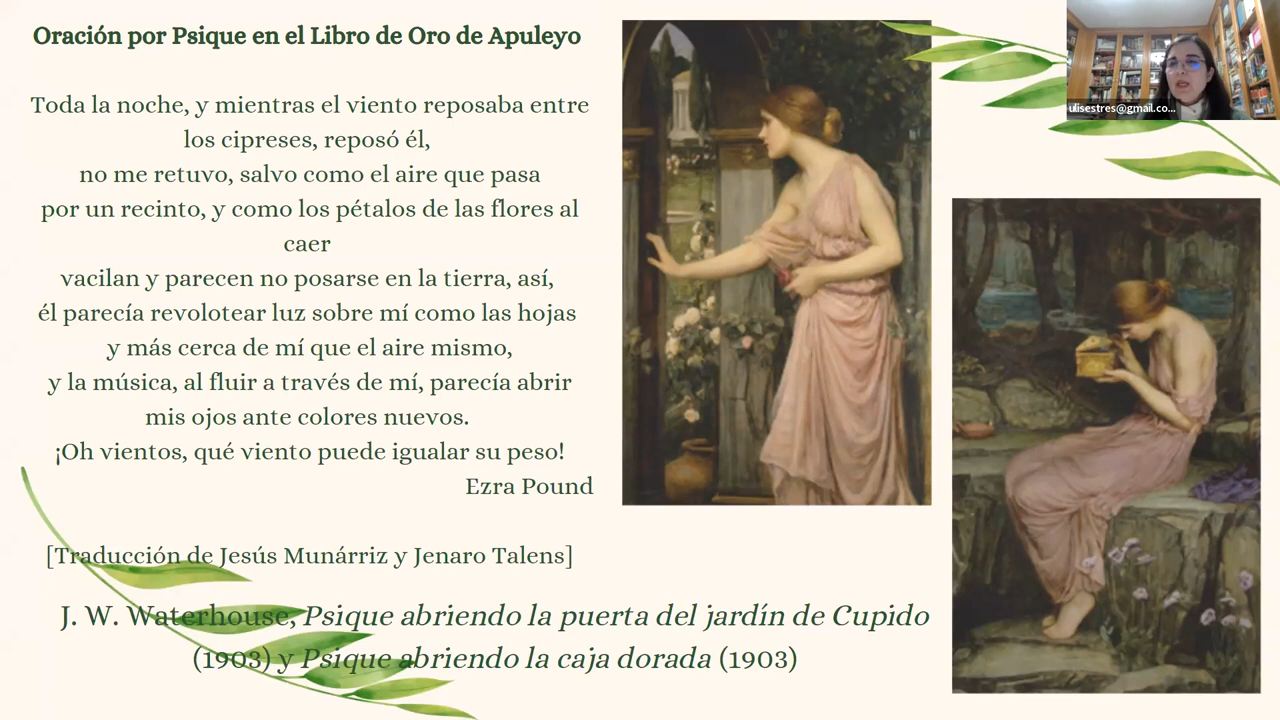 Oración por Psique en el Libro de Oro de Apuleyo
Toda la noche, y mientras el viento reposaba entre
los cipreses, reposó él,
no me retuvo, salvo como el aire que pasa
por un recinto, y como los pétalos de las flores al
caer
vacilan y parecen no posarse en la tierra, así,
él parecía revolotear luz sobre mí como las hojas
y más cerca de mí que el aire mismo,
y la música, al fluir a través de mí, parecía abrir
mis ojos ante colores nuevos.
¡Oh vientos, qué viento puede igualar su peso!
Ezra Pound
[Traducción de Jesús Munárriz y Jenaro Talens]
J. W. Waterhouse, Psique abriendo la puerta del jardín de Cupido
(1903) y Psique abriendo la caja dorada (1903)
ulisestres@gmail.co...